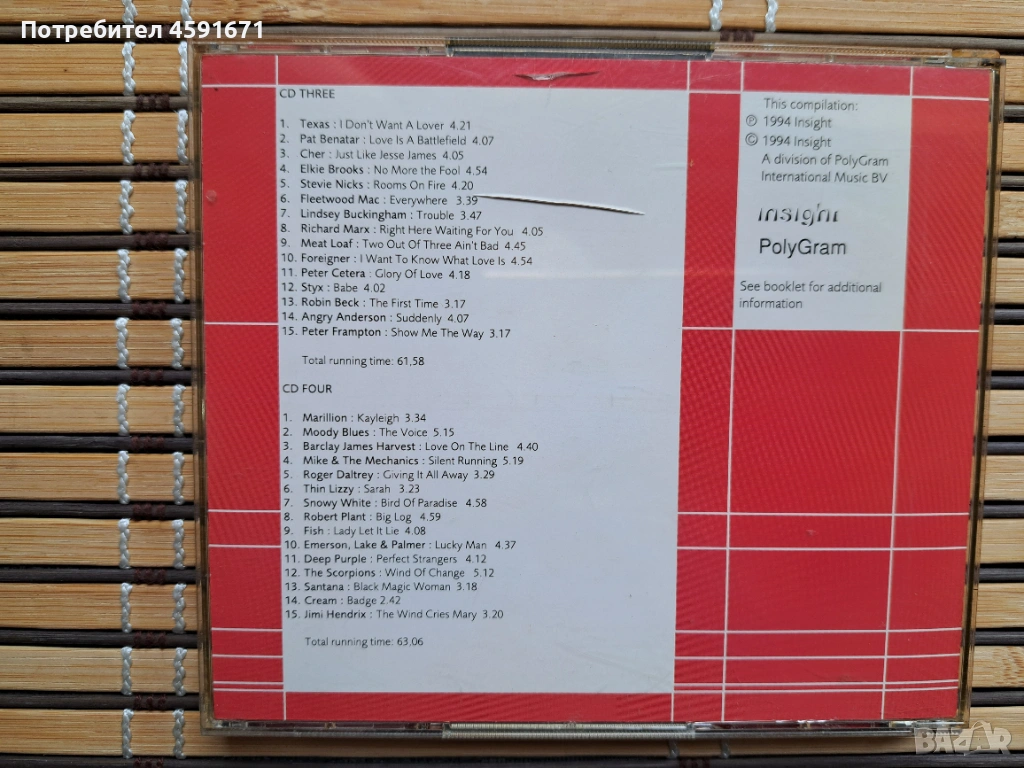 Потребител 4591671
CD THREE
1. Texas : I Don't Want A Lover 4.21
2. Pat Benatar : Love Is A Battlefield 4.07
3. Cher : Just Like Jesse James 4.05
4. Elkie Brooks : No More the Fool 4.54
5. Stevie Nicks : Rooms On Fire 4.20
6. Fleetwood Mac : Everywhere 3.39
7. Lindsey Buckingham : Trouble 3.47
8. Richard Marx : Right Here Waiting For You 4.05
9. Meat Loaf : Two Out Of Three Ain't Bad 4.45
10. Foreigner : I Want To Know What Love Is 4.54
11. Peter Cetera : Glory Of Love 4.18
12. Styx : Babe 4.02
13. Robin Beck : The First Time 3.17
14. Angry Anderson : Suddenly 4.07
15. Peter Frampton : Show Me The Way 3.17
Total running time: 61,58
CD FOUR
1. Marillion : Kayleigh 3.34
2. Moody Blues : The Voice 5.15
3. Barclay James Harvest : Love On The Line 4.40
4. Mike & The Mechanics : Silent Running 5.19
5. Roger Daltrey : Giving It All Away 3.29
6. Thin Lizzy : Sarah 3.23
7. Snowy White : Bird Of Paradise 4.58
8. Robert Plant : Big Log 4.59
9. Fish : Lady Let It Lie 4.08
10. Emerson, Lake & Palmer : Lucky Man 4.37
11. Deep Purple : Perfect Strangers 4.12
12. The Scorpions : Wind Of Change 5.12
13. Santana : Black Magic Woman 3.18
14. Cream : Badge 2.42
15. Jimi Hendrix : The Wind Cries Mary 3.20
Total running time: 63.06
This compilation:
℗ 1994 Insight
© 1994 Insight
A division of PolyGram
International Music BV
insight
PolyGram
See booklet for additional
information
BAZAR